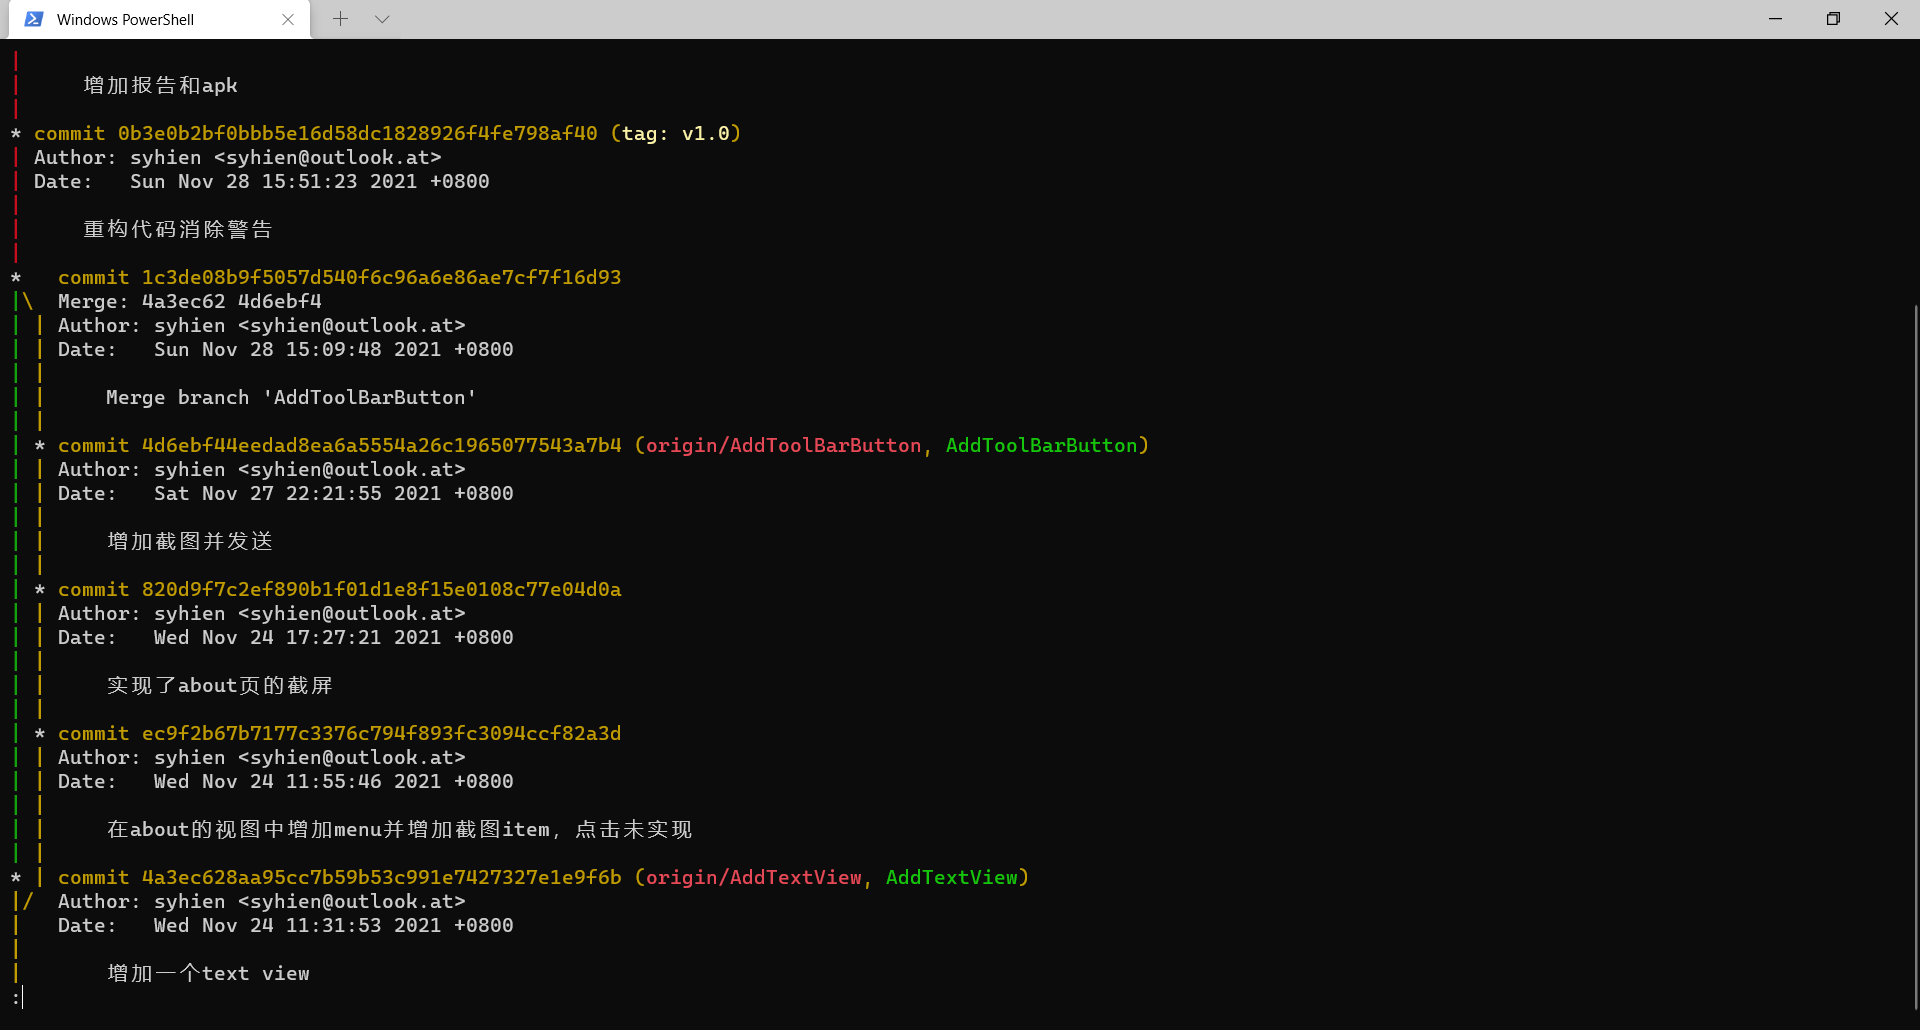 Windows PowerShell
|
| 增加报告和apk
|
* commit 0b3e0b2bf0bbb5e16d58dc1828926f4fe798af40 (tag: v1.0)
| Author: syhien <syhien@outlook.at>
| Date:   Sun Nov 28 15:51:23 2021 +0800
|
|     重构代码消除警告
|
*   commit 1c3de08b9f5057d540f6c96a6e86ae7cf7f16d93
|\  Merge: 4a3ec62 4d6ebf4
| | Author: syhien <syhien@outlook.at>
| | Date:   Sun Nov 28 15:09:48 2021 +0800
| |
| |     Merge branch 'AddToolBarButton'
| |
| * commit 4d6ebf44eedad8ea6a5554a26c1965077543a7b4 (origin/AddToolBarButton, AddToolBarButton)
| | Author: syhien <syhien@outlook.at>
| | Date:   Sat Nov 27 22:21:55 2021 +0800
| |
| |     增加截图并发送
| |
| * commit 820d9f7c2ef890b1f01d1e8f15e0108c77e04d0a
| | Author: syhien <syhien@outlook.at>
| | Date:   Wed Nov 24 17:27:21 2021 +0800
| |
| |     实现了about页的截屏
| |
| * commit ec9f2b67b7177c3376c794f893fc3094ccf82a3d
| | Author: syhien <syhien@outlook.at>
| | Date:   Wed Nov 24 11:55:46 2021 +0800
| |
| |     在about的视图中增加menu并增加截图item，点击未实现
| |
* | commit 4a3ec628aa95cc7b59b53c991e7427327e1e9f6b (origin/AddTextView, AddTextView)
|/  Author: syhien <syhien@outlook.at>
|   Date:   Wed Nov 24 11:31:53 2021 +0800
|
|       增加一个text view
: